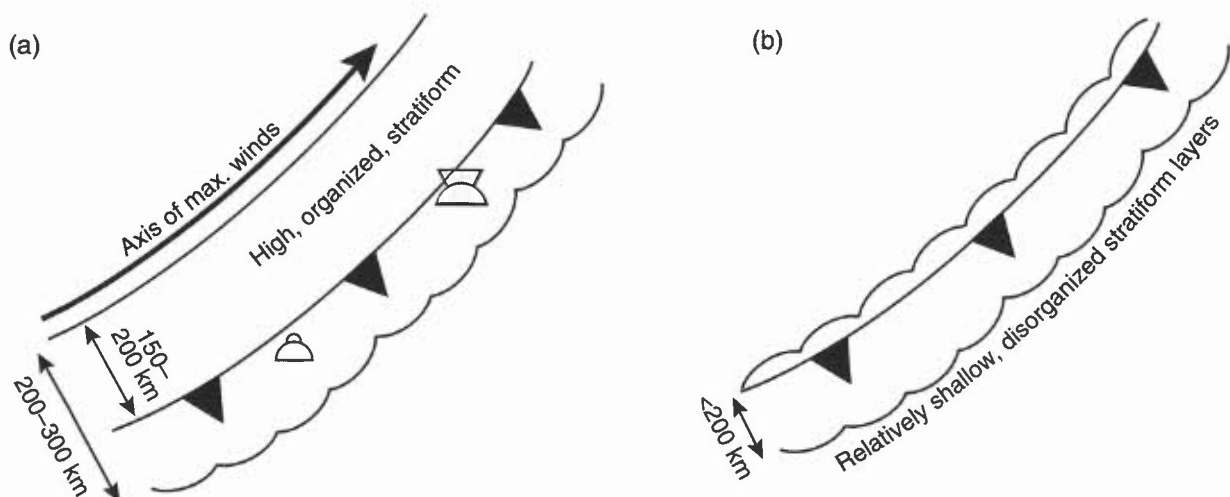 (a)
Axis of max. winds
High, organized, stratiform
150–
200 km
200–300 km
(b)
Relatively shallow, disorganized stratiform layers
<200 km